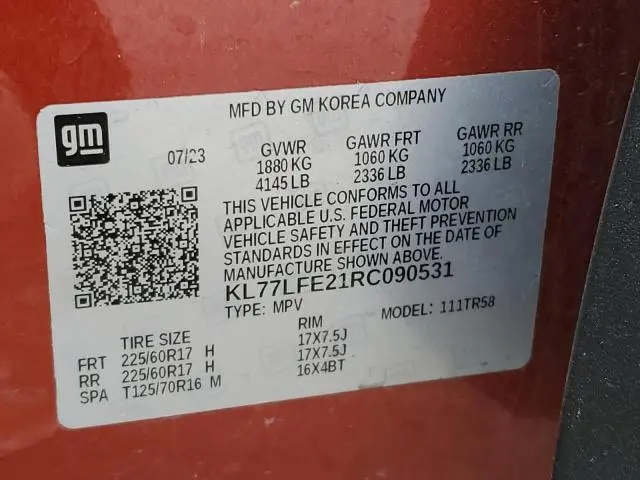 gm
MFD BY GM KOREA COMPANY
07/23
GVWR GAWR FRT GAWR RR
1880 KG 1060 KG 1060 KG
4145 LB 2336 LB 2336 LB
THIS VEHICLE CONFORMS TO ALL
APPLICABLE U.S. FEDERAL MOTOR
VEHICLE SAFETY AND THEFT PREVENTION
STANDARDS IN EFFECT ON THE DATE OF
MANUFACTURE SHOWN ABOVE.
KL77LFE21RC090531
TYPE: MPV MODEL: 111TR58
TIRE SIZE RIM
FRT 225/60R17 H 17X7.5J
RR 225/60R17 H 17X7.5J
SPA T125/70R16 M 16X4BT